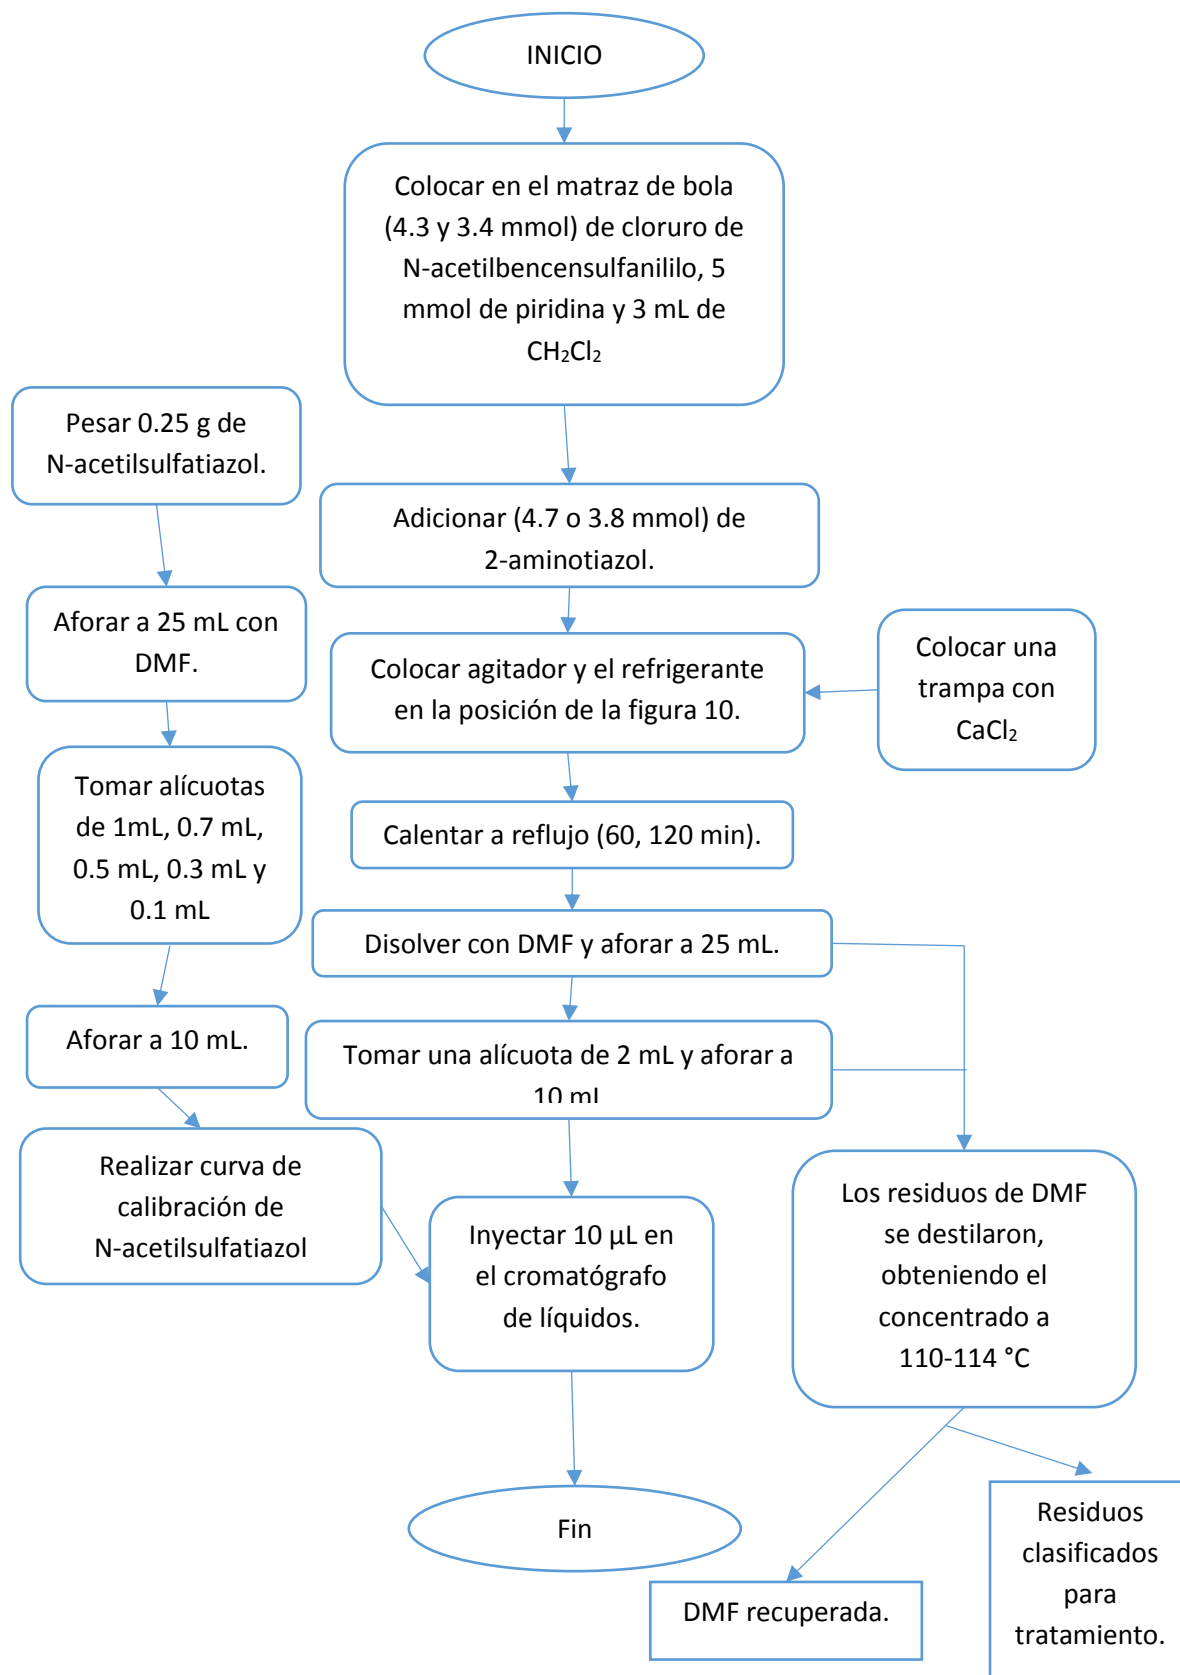 INICIO
Colocar en el matraz de bola
(4.3 y 3.4 mmol) de cloruro de
N-acetilbencensulfanililo, 5
mmol de piridina y 3 mL de
CH₂Cl₂
Pesar 0.25 g de
N-acetilsulfatiazol.
Adicionar (4.7 o 3.8 mmol) de
2-aminotiazol.
Aforar a 25 mL con
DMF.
Colocar agitador y el refrigerante
en la posición de la figura 10.
Colocar una
trampa con
CaCl₂
Tomar alícuotas
de 1mL, 0.7 mL,
0.5 mL, 0.3 mL y
0.1 mL
Calentar a reflujo (60, 120 min).
Disolver con DMF y aforar a 25 mL.
Aforar a 10 mL.
Tomar una alícuota de 2 mL y aforar a
10 mL
Realizar curva de
calibración de
N-acetilsulfatiazol
Inyectar 10 µL en
el cromatógrafo
de líquidos.
Los residuos de DMF
se destilaron,
obteniendo el
concentrado a
110-114 °C
Fin
DMF recuperada.
Residuos
clasificados
para
tratamiento.